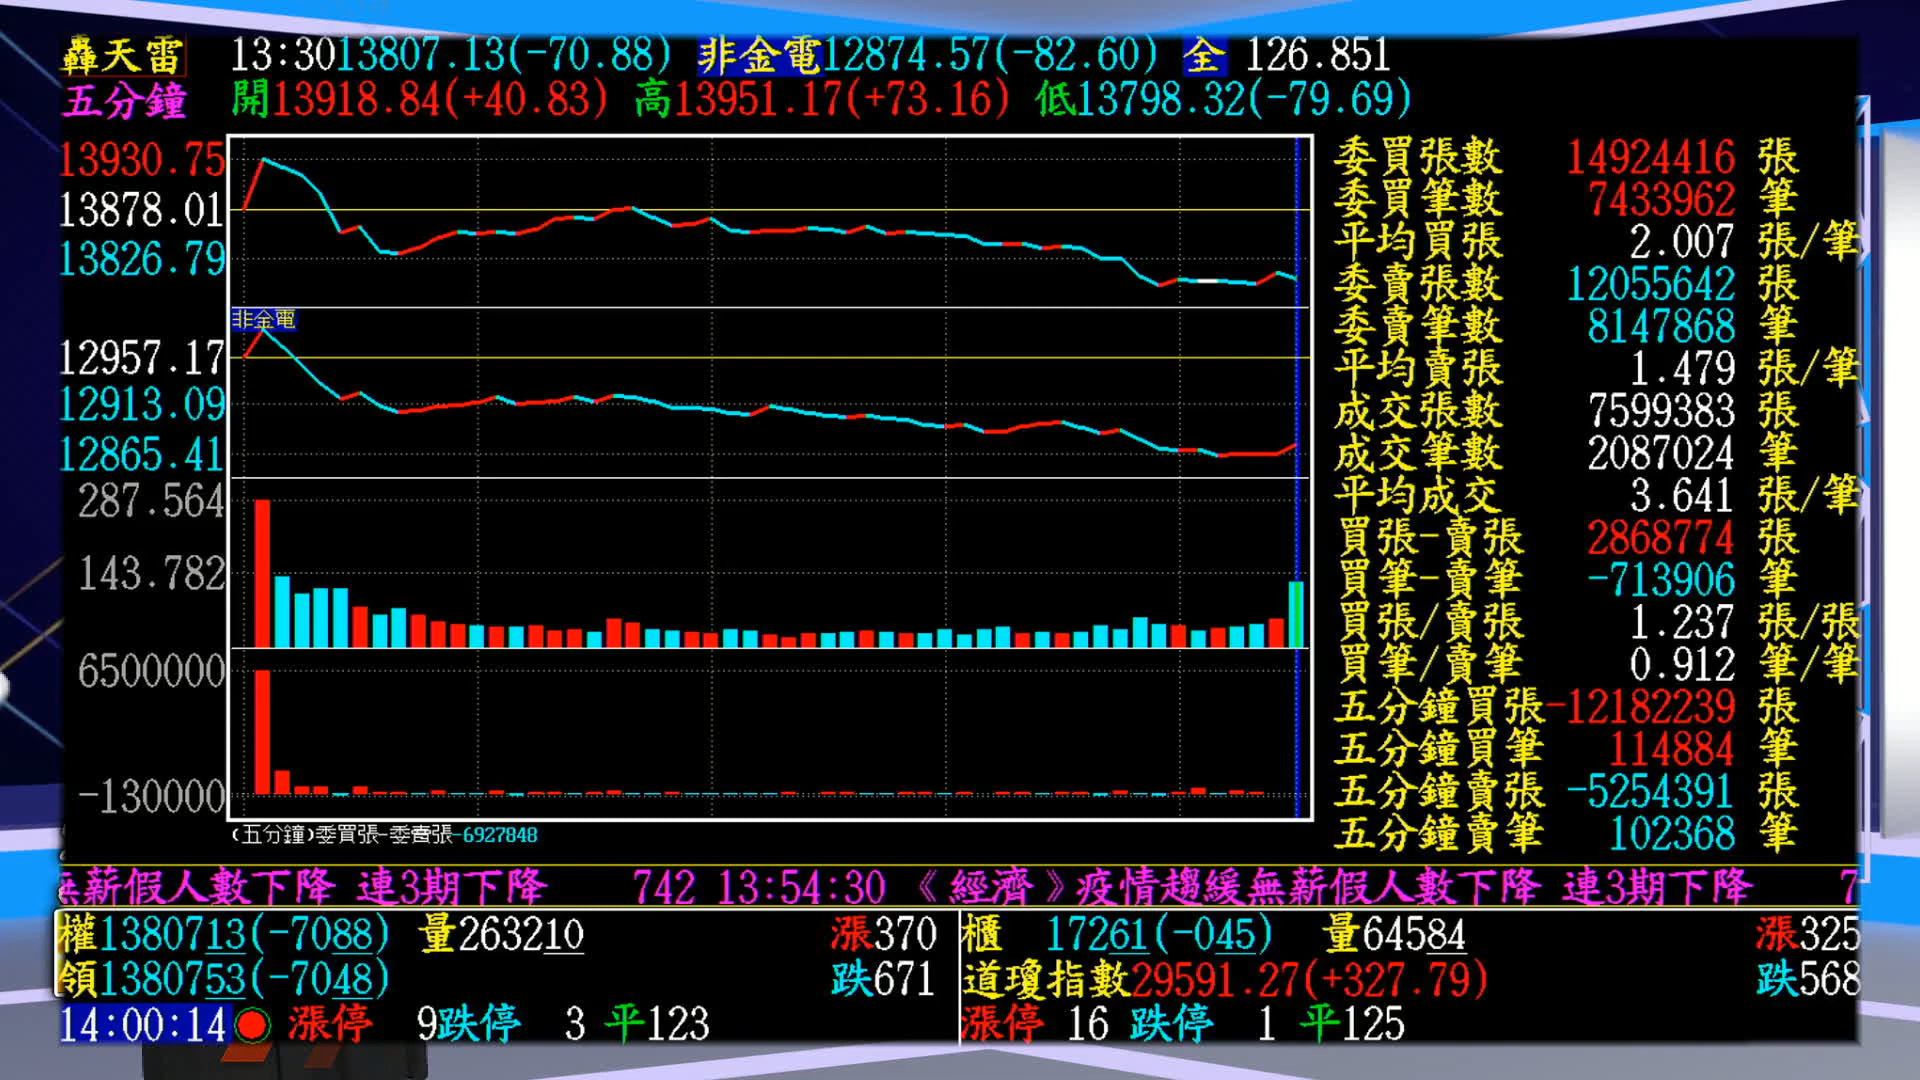 轟天雷 13:30 13807.13(-70.88) 非金電 12874.57(-82.60) 全 126.851
五分鐘 開13918.84(+40.83) 高13951.17(+73.16) 低13798.32(-79.69)
13930.75
13878.01
13826.79
非金電
12957.17
12913.09
12865.41
287.564
143.782
6500000
-130000
(五分鐘)委買張-委賣張-6927848
委買張數 14924416 張
委買筆數 7433962 筆
平均買張 2.007 張/筆
委賣張數 12055642 張
委賣筆數 8147868 筆
平均賣張 1.479 張/筆
成交張數 7599383 張
成交筆數 2087024 筆
平均成交 3.641 張/筆
買張-賣張 2868774 張
買筆-賣筆 -713906 筆
買張/賣張 1.237 張/張
買筆/賣筆 0.912 筆/筆
五分鐘買張 -12182239 張
五分鐘買筆 114884 筆
五分鐘賣張 -5254391 張
五分鐘賣筆 102368 筆
無薪假人數下降 連3期下降 742 13:54:30 《經濟》疫情趨緩無薪假人數下降 連3期下降 7
權1380713(-7088) 量263210 漲370
領1380753(-7048) 跌671
14:00:14 漲停 9 跌停 3 平123
櫃 17261(-045) 量64584 漲325
道瓊指數29591.27(+327.79) 跌568
漲停 16 跌停 1 平125